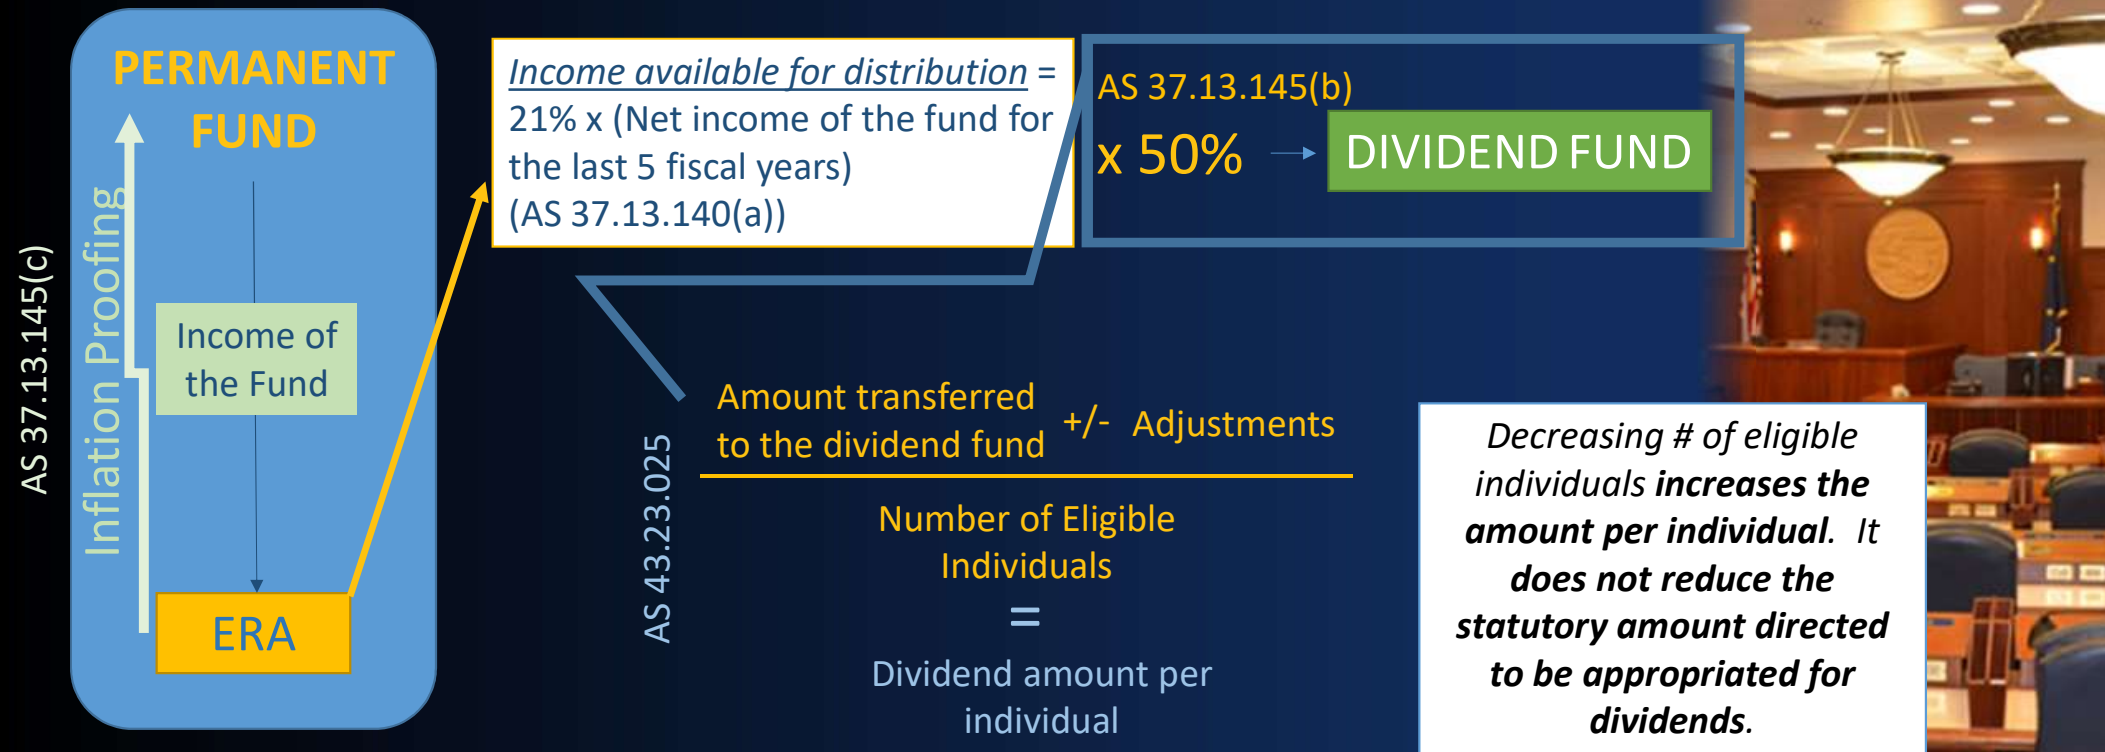 PERMANENT
FUND
AS 37.13.145(c)
Inflation Proofing
Income of
the Fund
ERA
Income available for distribution =
21% x (Net income of the fund for
the last 5 fiscal years)
(AS 37.13.140(a))
AS 37.13.145(b)
x 50%
DIVIDEND FUND
AS 43.23.025
Amount transferred
to the dividend fund
+/- Adjustments
Number of Eligible
Individuals
=
Dividend amount per
individual
Decreasing # of eligible
individuals increases the
amount per individual. It
does not reduce the
statutory amount directed
to be appropriated for
dividends.